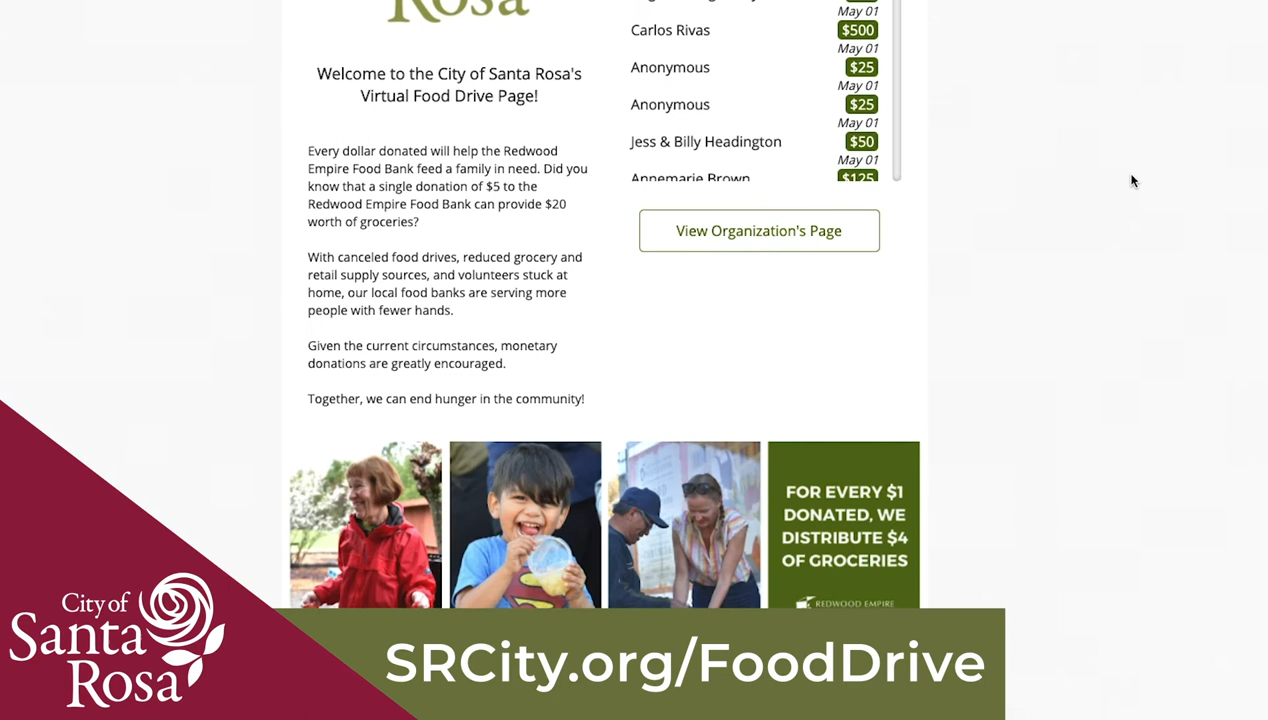 Rosa
Welcome to the City of Santa Rosa's
Virtual Food Drive Page!
Every dollar donated will help the Redwood
Empire Food Bank feed a family in need. Did you
know that a single donation of $5 to the
Redwood Empire Food Bank can provide $20
worth of groceries?
With canceled food drives, reduced grocery and
retail supply sources, and volunteers stuck at
home, our local food banks are serving more
people with fewer hands.
Given the current circumstances, monetary
donations are greatly encouraged.
Together, we can end hunger in the community!
May 01
Carlos Rivas $500
May 01
Anonymous $25
May 01
Anonymous $25
May 01
Jess & Billy Headington $50
May 01
Annemarie Brown $125
View Organization's Page
FOR EVERY $1
DONATED, WE
DISTRIBUTE $4
OF GROCERIES
REDWOOD EMPIRE
City of
Santa
Rosa
SRCity.org/FoodDrive